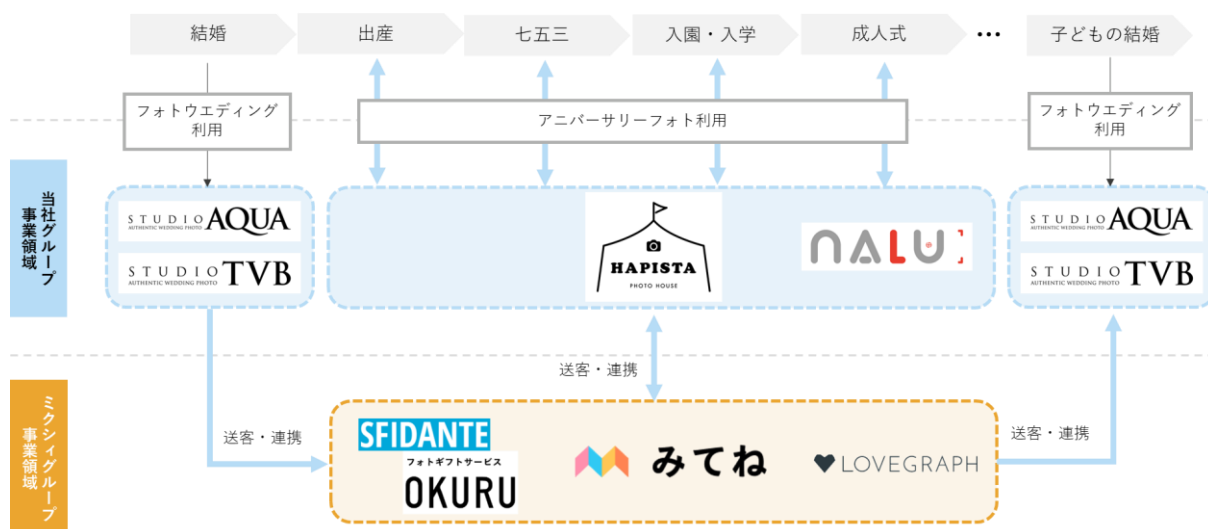 結婚
出産
七五三
入園・入学
成人式
•••
子どもの結婚
フォトウエディング
利用
アニバーサリーフォト利用
フォトウエディング
利用
当社グループ
事業領域
STUDIO AQUA
AUTHENTIC WEDDING PHOTO
STUDIO TVB
AUTHENTIC WEDDING PHOTO
HAPISTA
PHOTO HOUSE
NALU
STUDIO AQUA
AUTHENTIC WEDDING PHOTO
STUDIO TVB
AUTHENTIC WEDDING PHOTO
送客・連携
ミクシィグループ
事業領域
送客・連携
SFIDANTE
フォトギフトサービス
OKURU
みてね
LOVEGRAPH
送客・連携